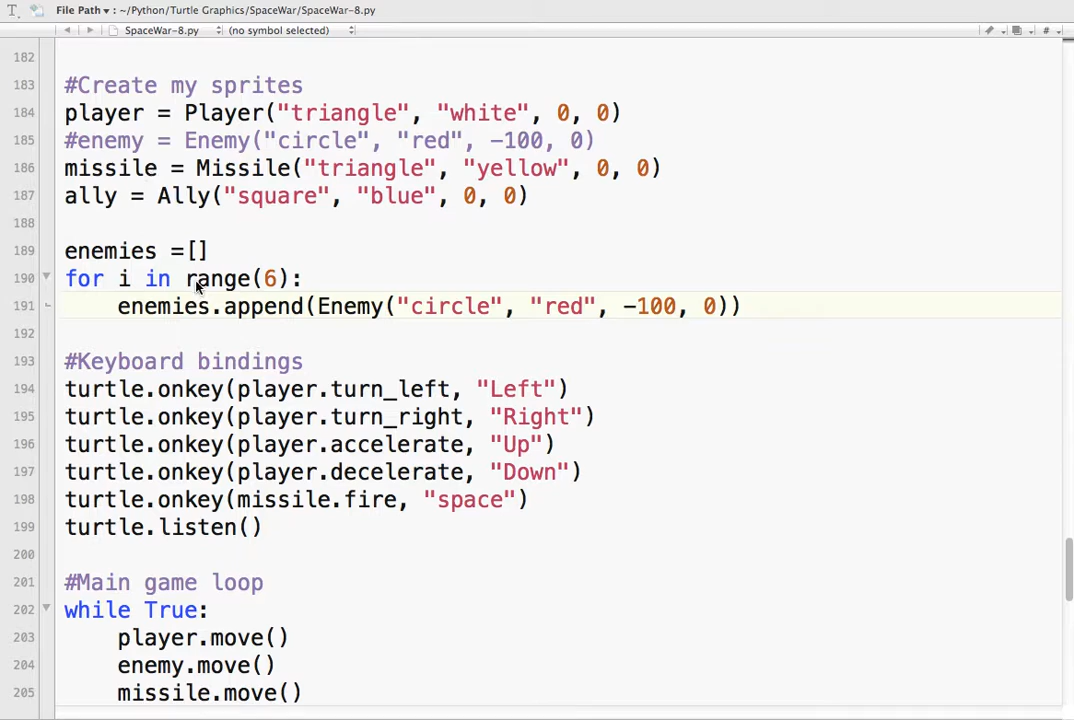 File Path ▾ : ~/Python/Turtle Graphics/SpaceWar/SpaceWar-8.py
SpaceWar-8.py (no symbol selected) #
182
183 #Create my sprites
184 player = Player("triangle", "white", 0, 0)
185 #enemy = Enemy("circle", "red", -100, 0)
186 missile = Missile("triangle", "yellow", 0, 0)
187 ally = Ally("square", "blue", 0, 0)
188
189 enemies =[]
190 for i in range(6):
191     enemies.append(Enemy("circle", "red", -100, 0))
192
193 #Keyboard bindings
194 turtle.onkey(player.turn_left, "Left")
195 turtle.onkey(player.turn_right, "Right")
196 turtle.onkey(player.accelerate, "Up")
197 turtle.onkey(player.decelerate, "Down")
198 turtle.onkey(missile.fire, "space")
199 turtle.listen()
200
201 #Main game loop
202 while True:
203     player.move()
204     enemy.move()
205     missile.move()